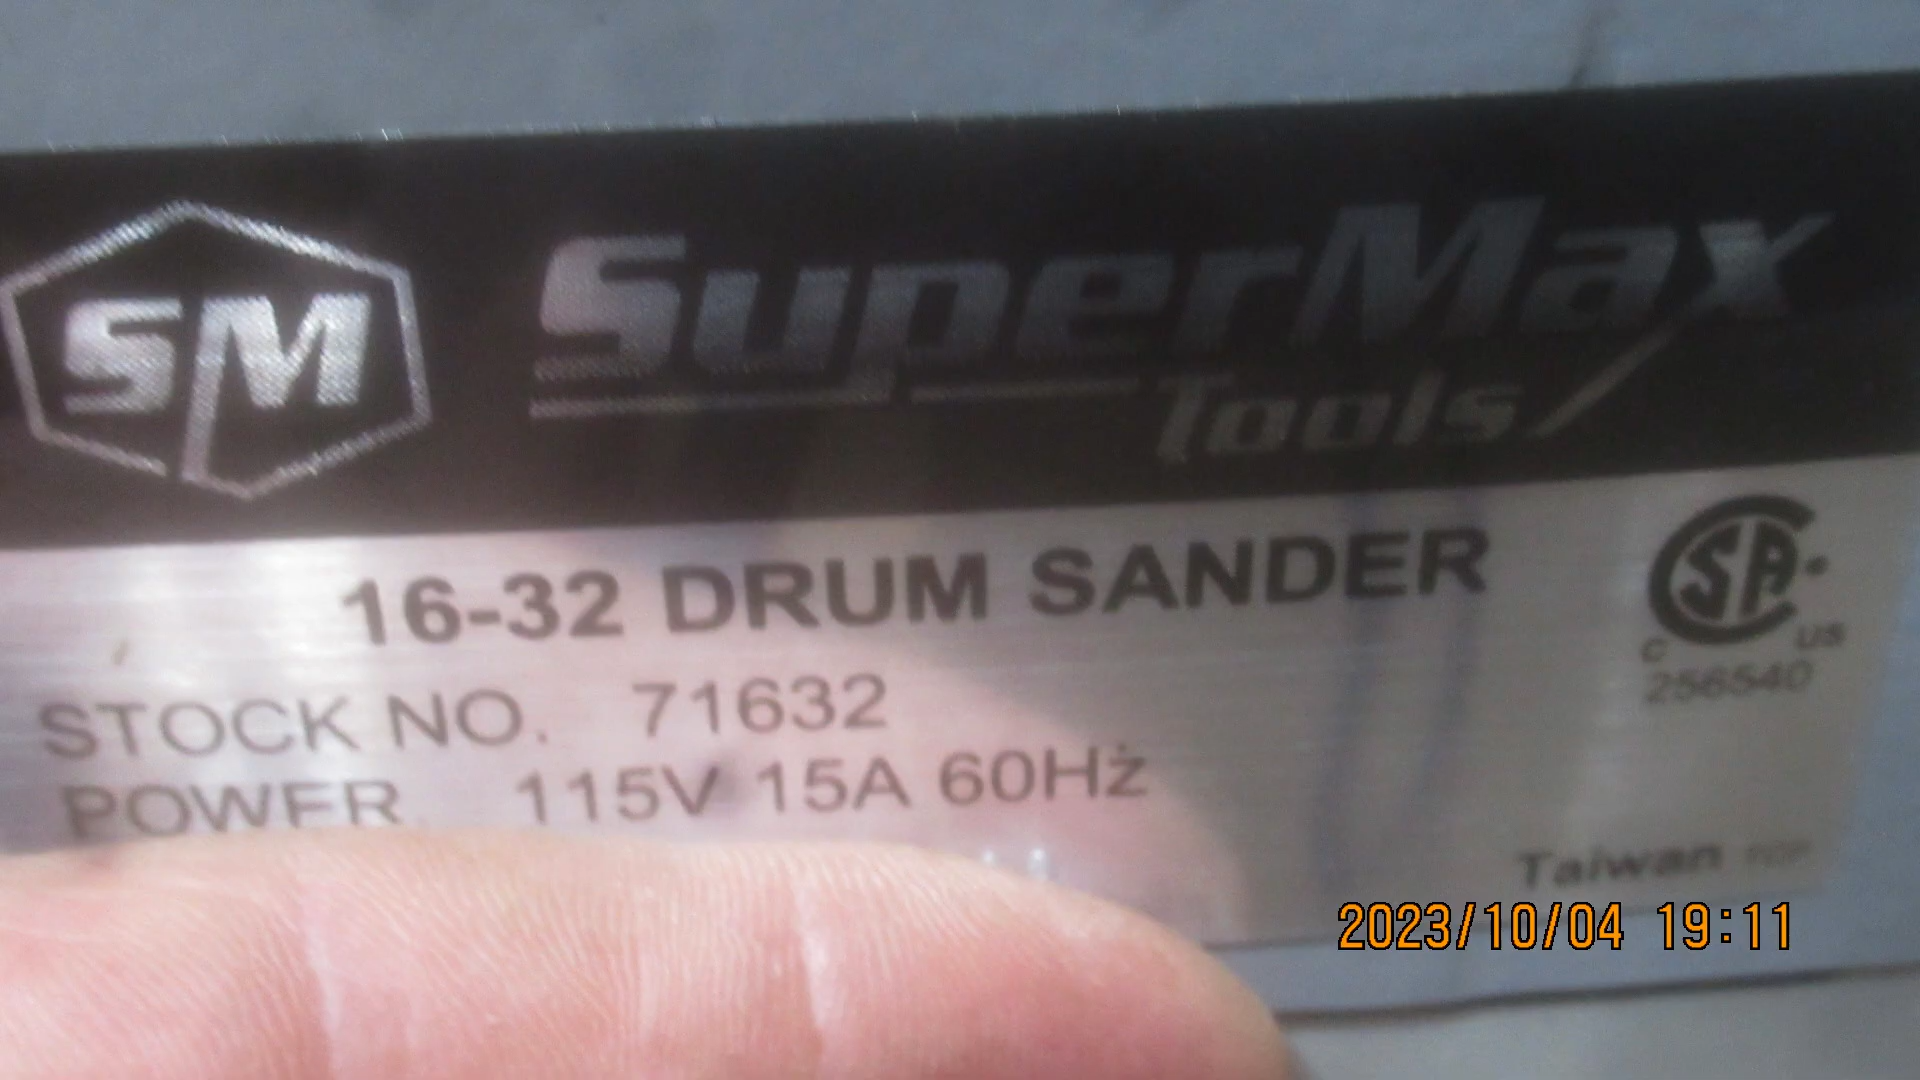 SM
SuperMax
Tools
16-32 DRUM SANDER
STOCK NO. 71632
POWER 115V 15A 60Hz
SA
C US
256540
Taiwan
2023/10/04 19:11